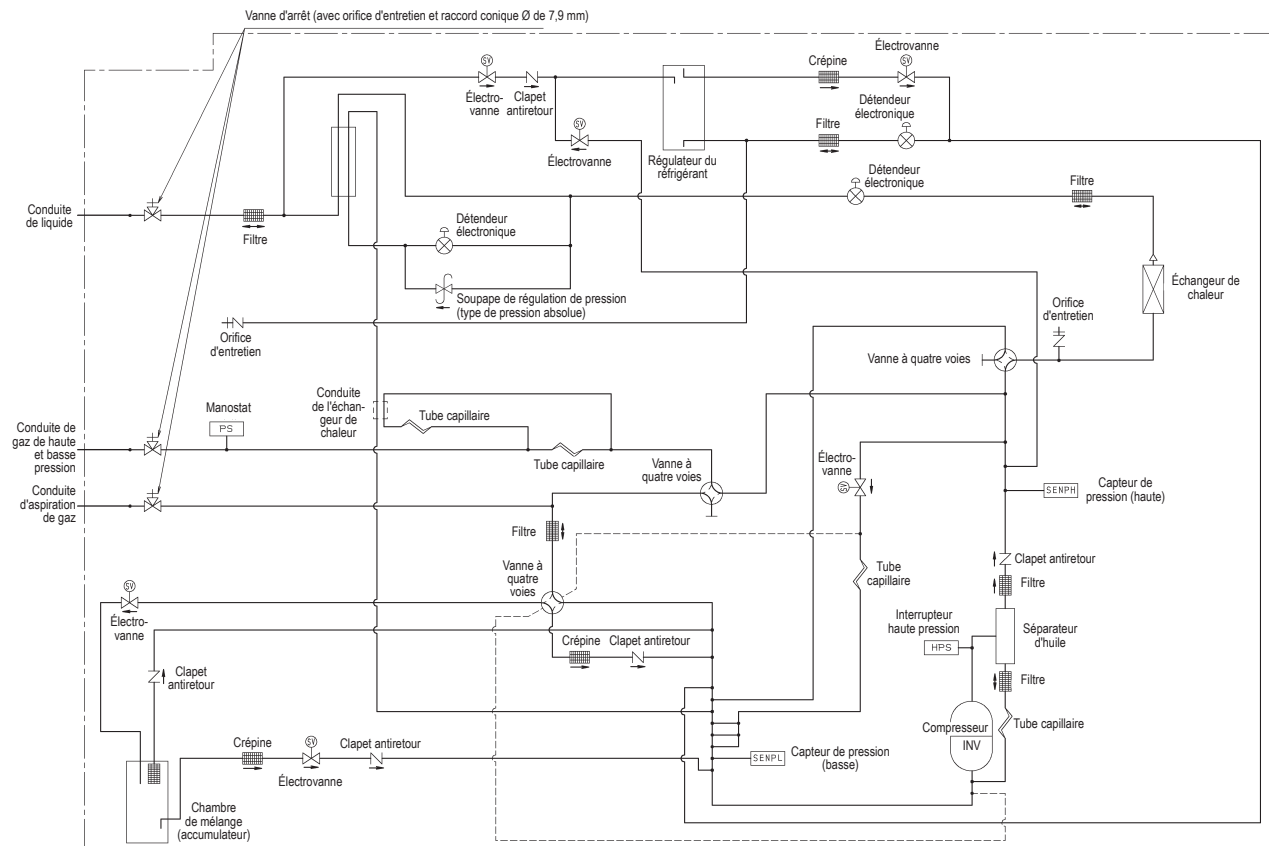 Vanne d'arrêt (avec orifice d'entretien et raccord conique Ø de 7,9 mm)
SV
Électro-
vanne
Clapet
antiretour
SV
Électrovanne
Régulateur du
réfrigérant
Crépine
Électrovanne
SV
Filtre
Détendeur
électronique
Détendeur
électronique
Filtre
Conduite
de liquide
Filtre
Détendeur
électronique
Soupape de régulation de pression
(type de pression absolue)
Échangeur de
chaleur
Orifice
d'entretien
Orifice
d'entretien
Vanne à quatre voies
Manostat
PS
Conduite
de l'échan-
geur de
chaleur
Tube capillaire
Tube capillaire
Conduite de
gaz de haute
et basse
pression
Vanne à
quatre voies
Électro-
vanne
SV
Conduite
d'aspiration
de gaz
SENPH
Capteur de
pression (haute)
Filtre
Vanne à
quatre
voies
Tube
capillaire
Clapet antiretour
Filtre
SV
Électro-
vanne
Interrupteur
haute pression
HPS
Séparateur
d'huile
Crépine
Clapet antiretour
Clapet
antiretour
Filtre
Compresseur
INV
Tube capillaire
Crépine
SV
Électrovanne
Clapet antiretour
SENPL
Capteur de pression
(basse)
Chambre
de mélange
(accumulateur)